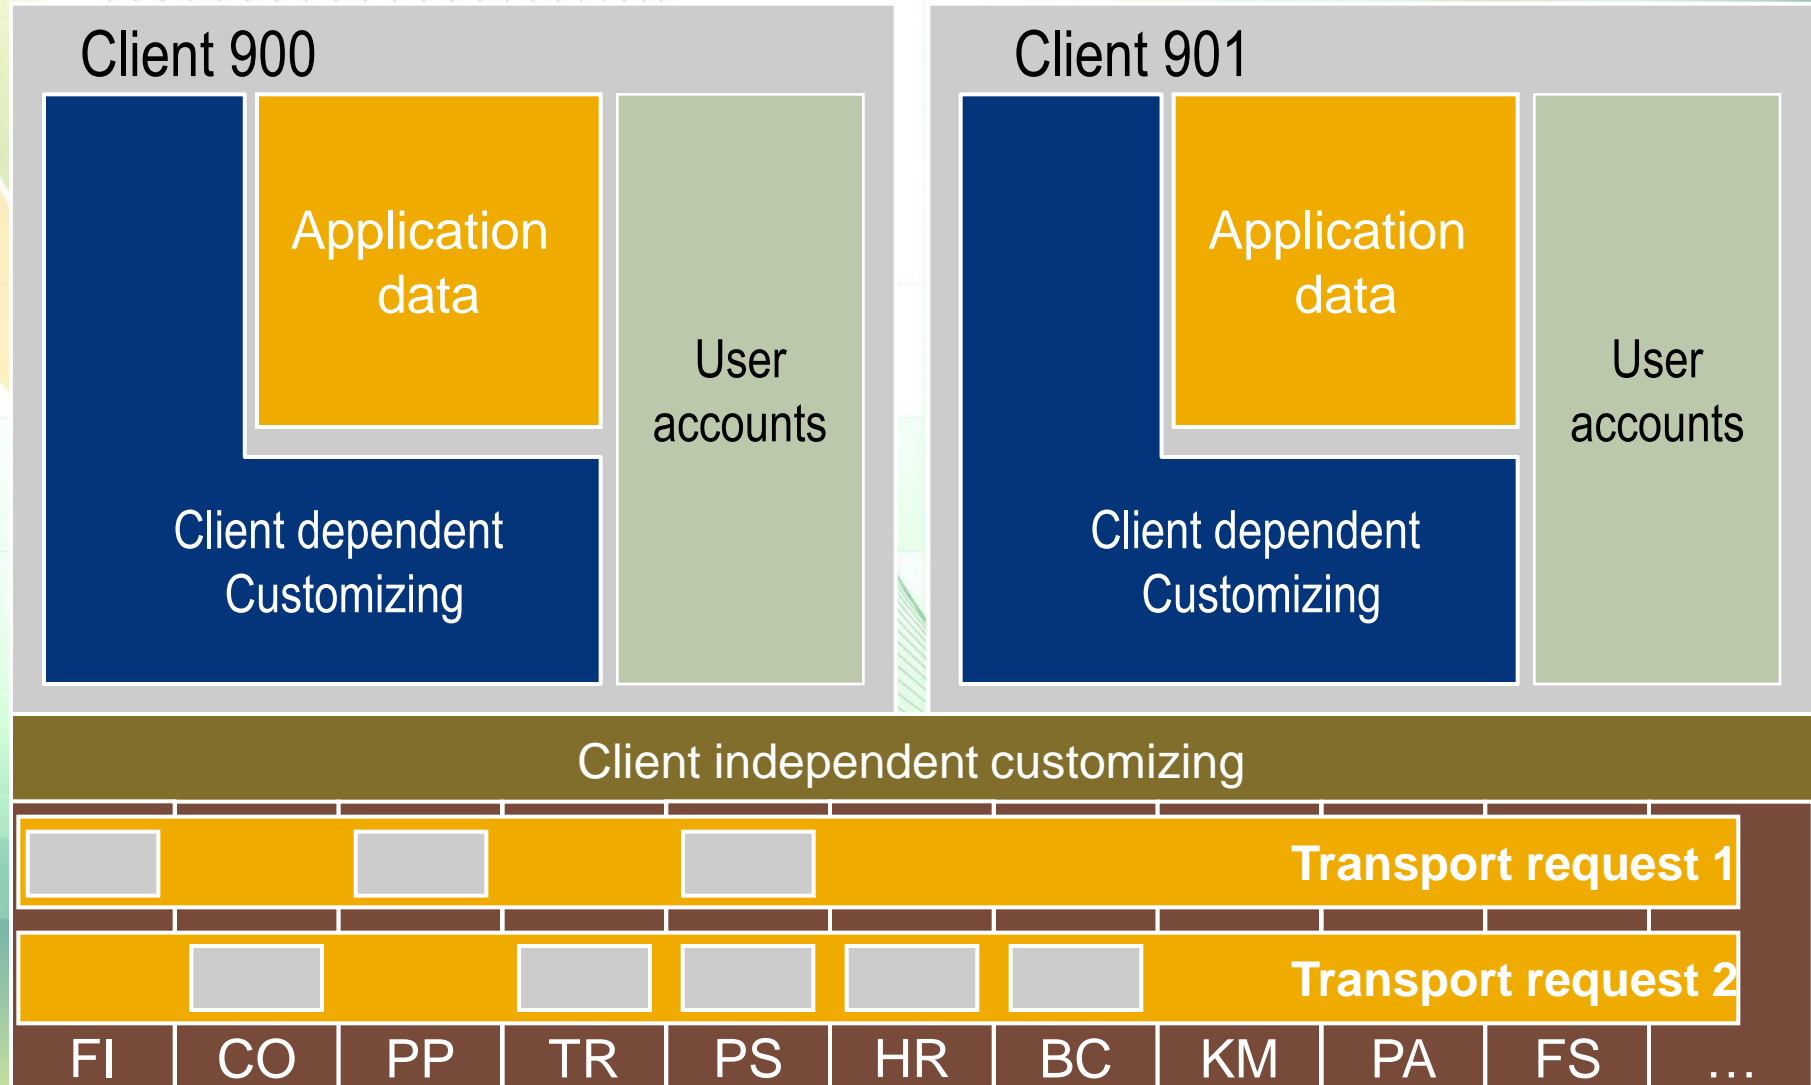 Client 900
Application
data
User
accounts
Client dependent
Customizing
Client 901
Application
data
User
accounts
Client dependent
Customizing
Client independent customizing
Transport request 1
Transport request 2
FI CO PP TR PS HR BC KM PA FS ...